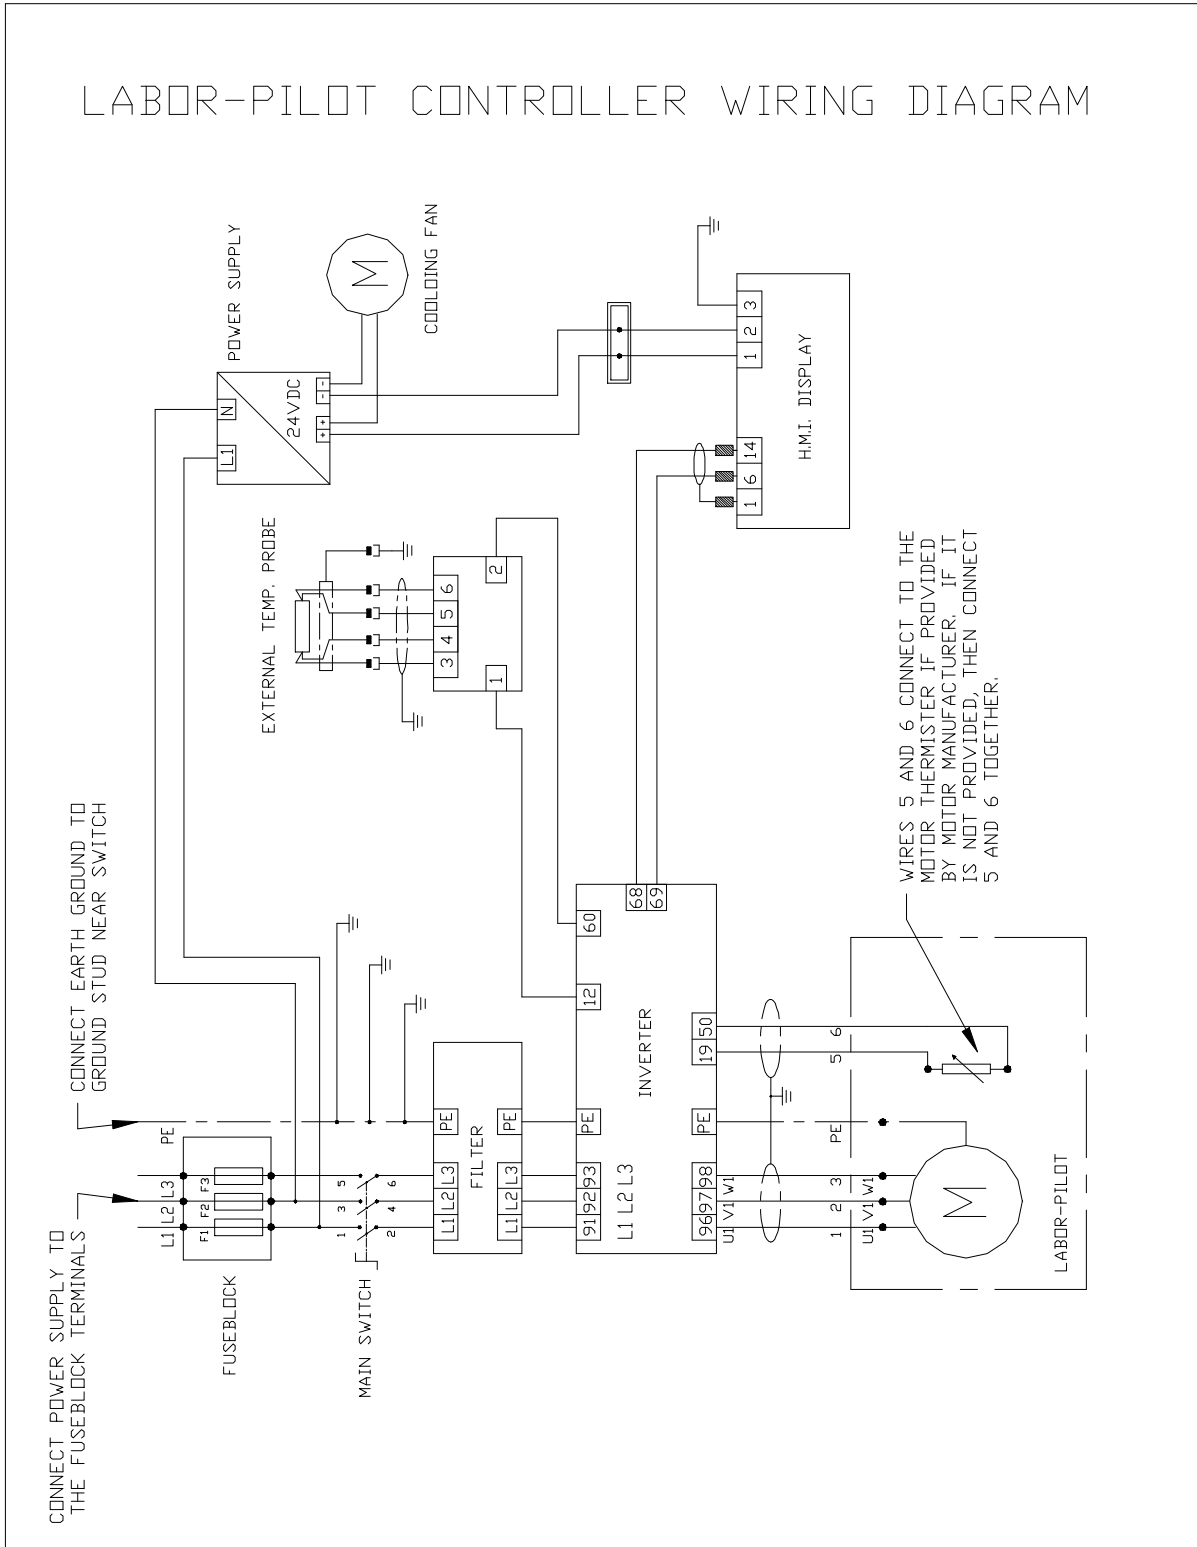 LABOR-PILOT CONTROLLER WIRING DIAGRAM
CONNECT POWER SUPPLY TO
THE FUSEBLOCK TERMINALS
CONNECT EARTH GROUND TO
GROUND STUD NEAR SWITCH
L1 L2 L3
PE
F1
F2
F3
FUSEBLOCK
1
3
5
2
4
6
MAIN SWITCH
L1
L2
L3
PE
FILTER
L1
L2
L3
PE
91
92
93
PE
12
60
L1 L2 L3
INVERTER
68
69
96
97
98
PE
19
50
U1 V1 W1
1
2
3
PE
5
6
U1 V1 W1
M
LABOR-PILOT
WIRES 5 AND 6 CONNECT TO THE
MOTOR THERMISTER IF PROVIDED
BY MOTOR MANUFACTURER. IF IT
IS NOT PROVIDED, THEN CONNECT
5 AND 6 TOGETHER.
EXTERNAL TEMP. PROBE
3
4
5
6
1
2
POWER SUPPLY
L1
N
24VDC
+
+
-
-
M
COOLDING FAN
1
6
14
1
2
3
H.M.I. DISPLAY